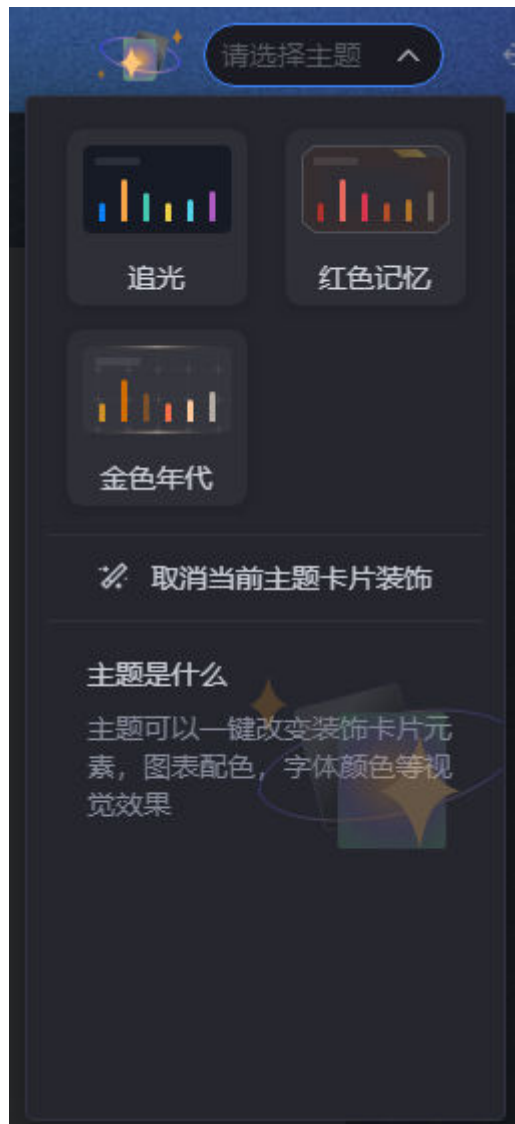 请选择主题
追光
红色记忆
金色年代
取消当前主题卡片装饰
主题是什么
主题可以一键改变装饰卡片元
素，图表配色，字体颜色等视
觉效果